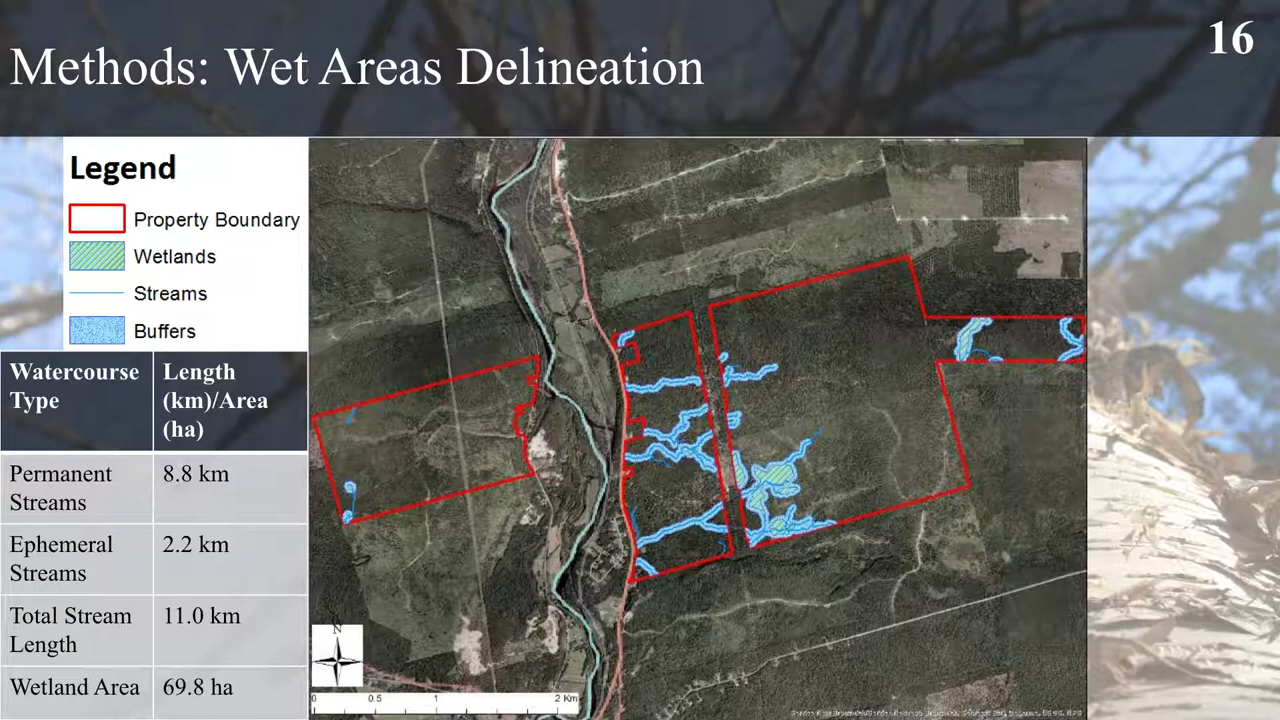 Methods: Wet Areas Delineation
16
Legend
Property Boundary
Wetlands
Streams
Buffers
Watercourse Type
Length (km)/Area (ha)
Permanent Streams
8.8 km
Ephemeral Streams
2.2 km
Total Stream Length
11.0 km
Wetland Area
69.8 ha
N
0 0.5 1 2 Km